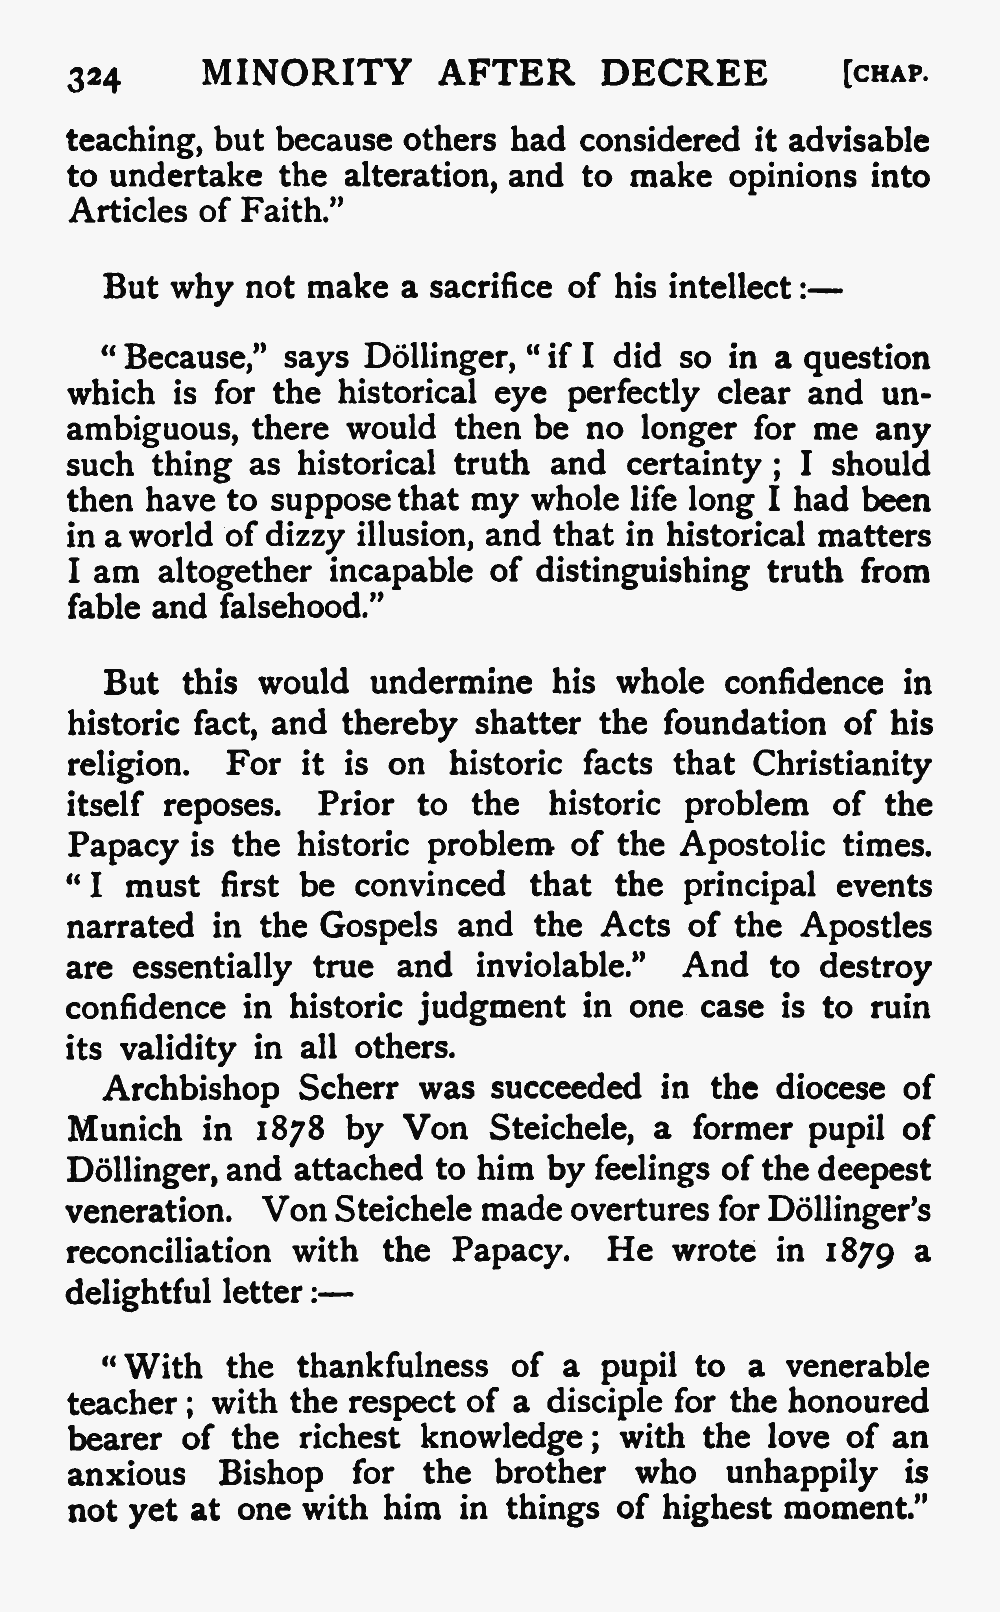 324 MINORITY AFTER DECREE [CHAP.
teaching, but because others had considered it advisable
to undertake the alteration, and to make opinions into
Articles of Faith.”
But why not make a sacrifice of his intellect :—
“ Because,” says Döllinger, “ if I did so in a question
which is for the historical eye perfectly clear and un-
ambiguous, there would then be no longer for me any
such thing as historical truth and certainty ; I should
then have to suppose that my whole life long I had been
in a world of dizzy illusion, and that in historical matters
I am altogether incapable of distinguishing truth from
fable and falsehood.”
But this would undermine his whole confidence in
historic fact, and thereby shatter the foundation of his
religion. For it is on historic facts that Christianity
itself reposes. Prior to the historic problem of the
Papacy is the historic problem of the Apostolic times.
“ I must first be convinced that the principal events
narrated in the Gospels and the Acts of the Apostles
are essentially true and inviolable.” And to destroy
confidence in historic judgment in one case is to ruin
its validity in all others.
Archbishop Scherr was succeeded in the diocese of
Munich in 1878 by Von Steichele, a former pupil of
Döllinger, and attached to him by feelings of the deepest
veneration. Von Steichele made overtures for Döllinger’s
reconciliation with the Papacy. He wrote in 1879 a
delightful letter :—
“ With the thankfulness of a pupil to a venerable
teacher ; with the respect of a disciple for the honoured
bearer of the richest knowledge ; with the love of an
anxious Bishop for the brother who unhappily is
not yet at one with him in things of highest moment.”